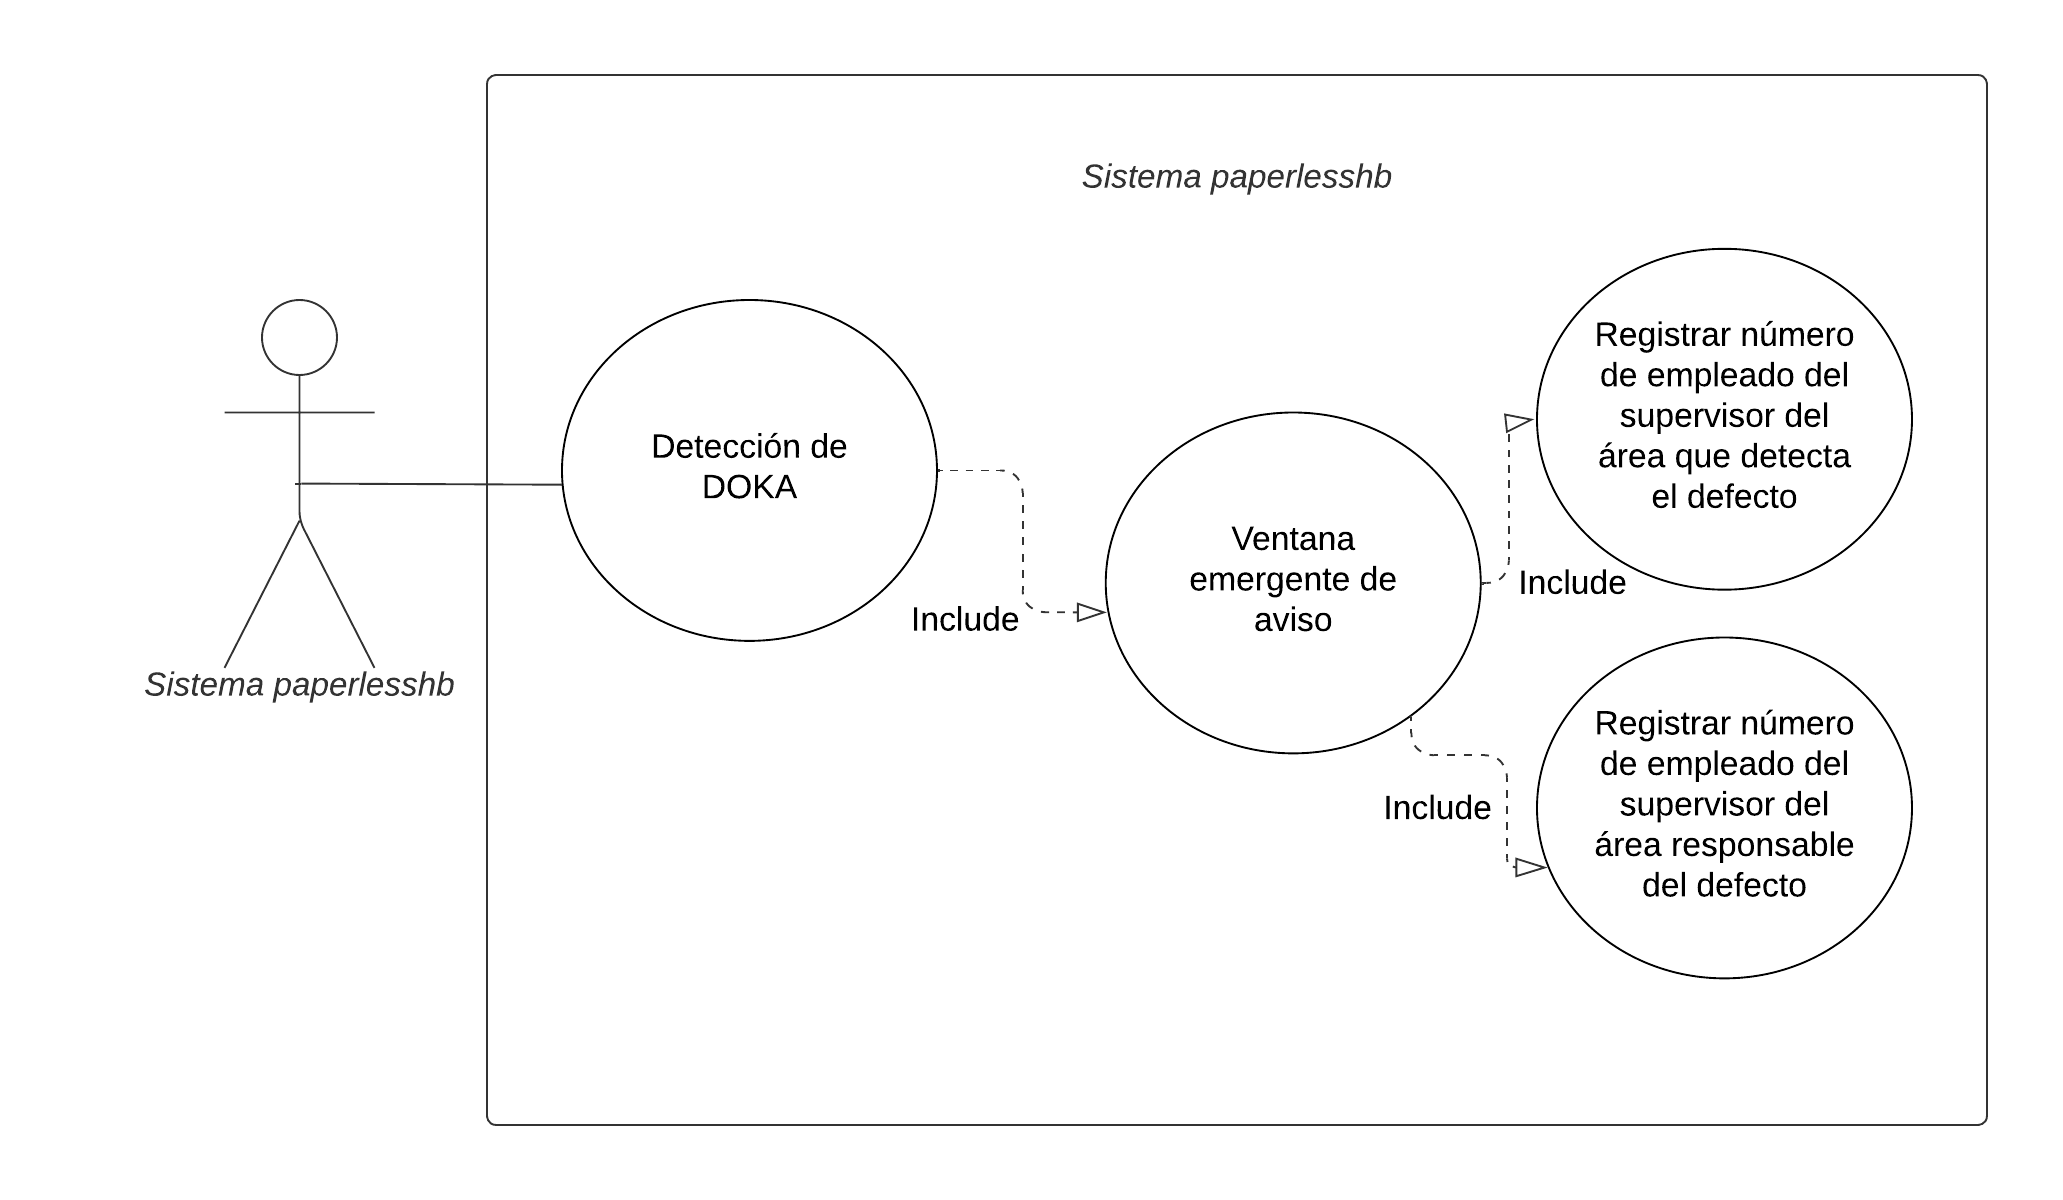 Sistema paperlesshb
Sistema paperlesshb
Detección de
DOKA
Include
Ventana
emergente de
aviso
Include
Registrar número
de empleado del
supervisor del
área que detecta
el defecto
Include
Registrar número
de empleado del
supervisor del
área responsable
del defecto